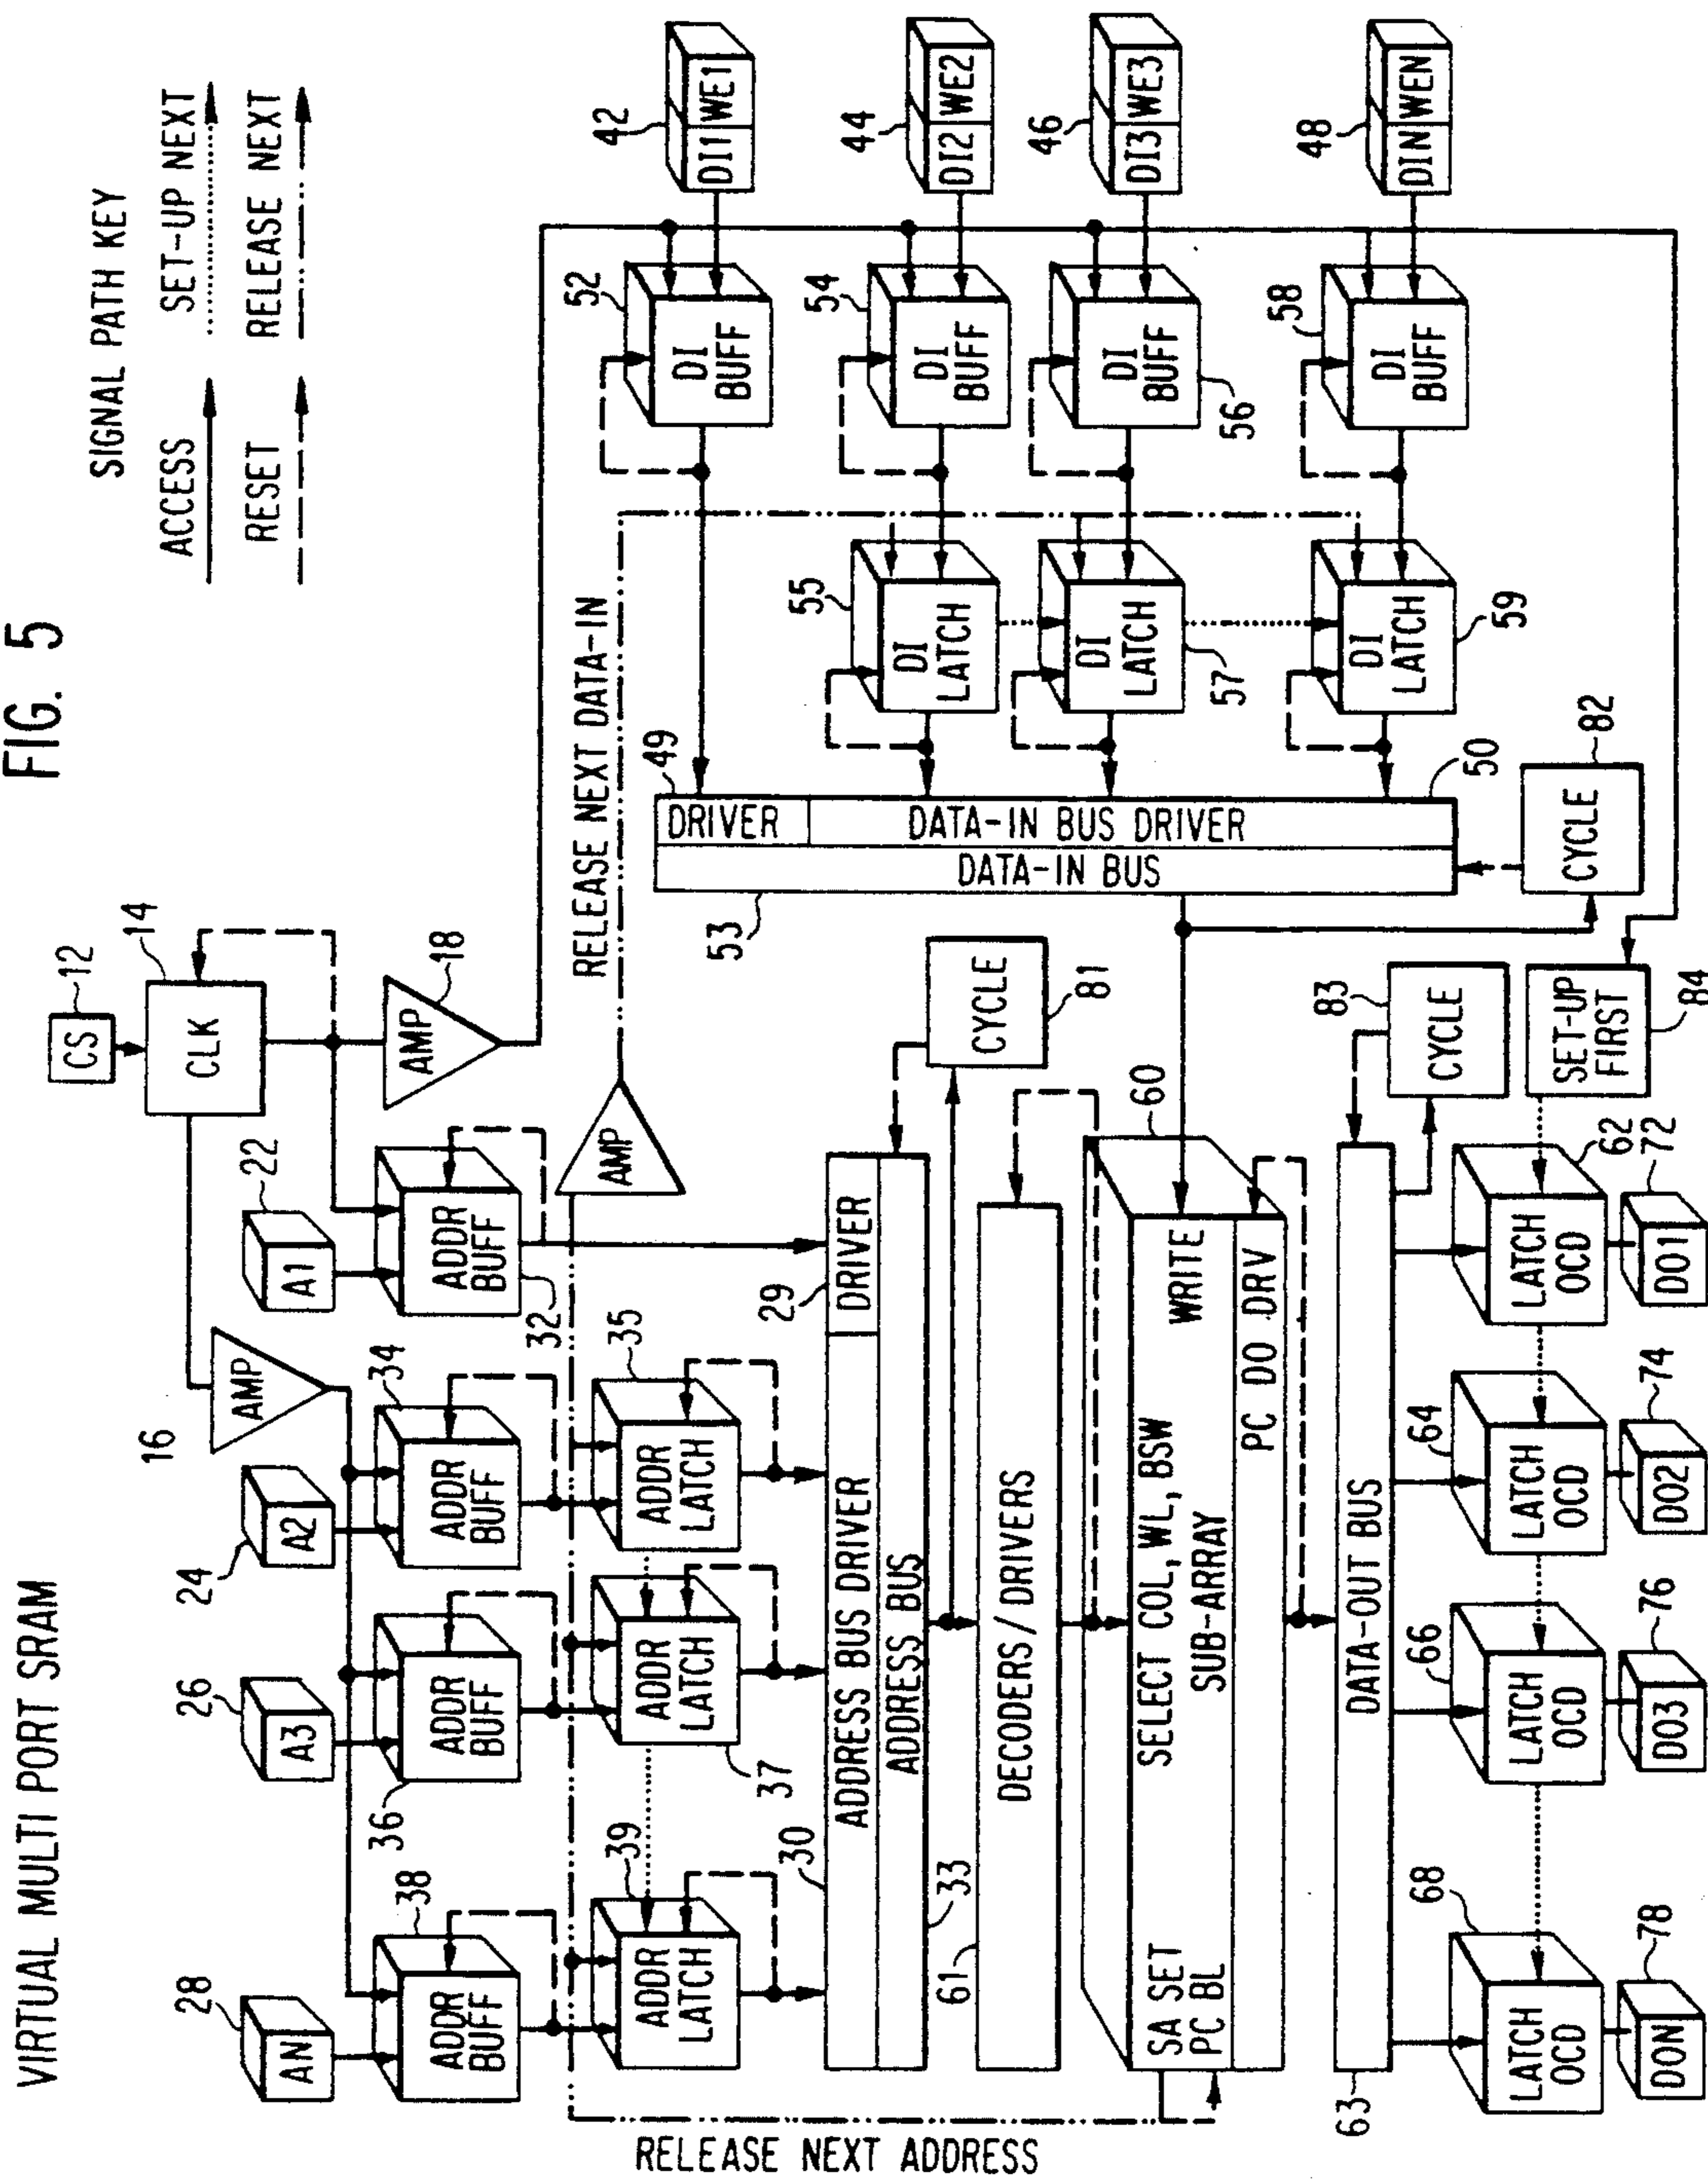 VIRTUAL MULTI PORT SRAM
FIG. 5
SIGNAL PATH KEY
ACCESS
SET-UP NEXT
RESET
RELEASE NEXT
12
CS
14
CLK
16
AMP
18
AMP
28
AN
26
A3
24
A2
22
A1
38
ADDR
BUFF
36
ADDR
BUFF
34
ADDR
BUFF
32
ADDR
BUFF
39
ADDR
LATCH
37
ADDR
LATCH
35
ADDR
LATCH
AMP
RELEASE NEXT DATA-IN
RELEASE NEXT ADDRESS
30
ADDRESS BUS DRIVER
29
DRIVER
ADDRESS BUS
33
CYCLE
81
61
DECODERS/DRIVERS
60
SA SET
PC BL
SELECT COL, WL, BSW
SUB-ARRAY
WRITE
PC DO DRV
63
DATA-OUT BUS
83
CYCLE
SET-UP
FIRST
84
68
LATCH
OCD
66
LATCH
OCD
64
LATCH
OCD
62
LATCH
OCD
78
DON
76
DO3
74
DO2
72
DO1
49
DRIVER
DATA-IN BUS DRIVER
50
DATA-IN BUS
53
CYCLE
82
55
DI
LATCH
57
DI
LATCH
59
DI
LATCH
52
DI
BUFF
54
DI
BUFF
56
DI
BUFF
58
DI
BUFF
42
DI1 WE1
44
DI2 WE2
46
DI3 WE3
48
DIN WEN